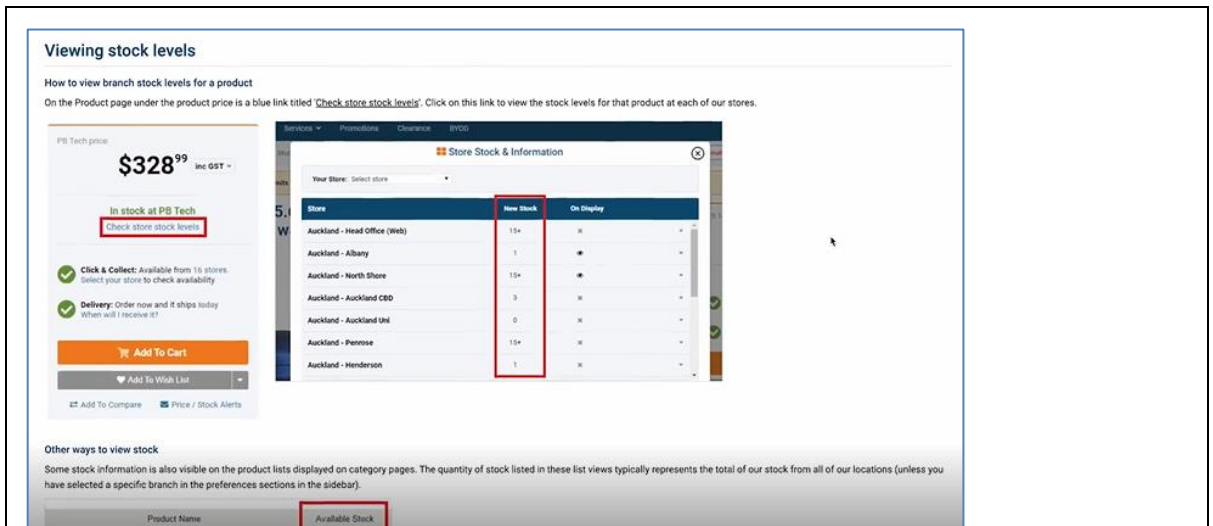 Viewing stock levels
How to view branch stock levels for a product
On the Product page under the product price is a blue link titled 'Check store stock levels'. Click on this link to view the stock levels for that product at each of our stores.
PB Tech price
$328.99 inc GST
In stock at PB Tech
Check store stock levels
Click & Collect: Available from 16 stores.
Select your store to check availability
Delivery: Order now and it ships today
When will I receive it?
Add To Cart
Add To Wish List
Add To Compare Price / Stock Alerts
Services Promotions Clearance BYOD
Store Stock & Information
Your Store: Select store
Store New Stock On Display
Auckland - Head Office (Web) 15+
Auckland - Albany 1
Auckland - North Shore 15+
Auckland - Auckland CBD 3
Auckland - Auckland Uni 0
Auckland - Penrose 15+
Auckland - Henderson 1
Other ways to view stock
Some stock information is also visible on the product lists displayed on category pages. The quantity of stock listed in these list views typically represents the total of our stock from all of our locations (unless you
have selected a specific branch in the preferences sections in the sidebar).
Product Name Available Stock